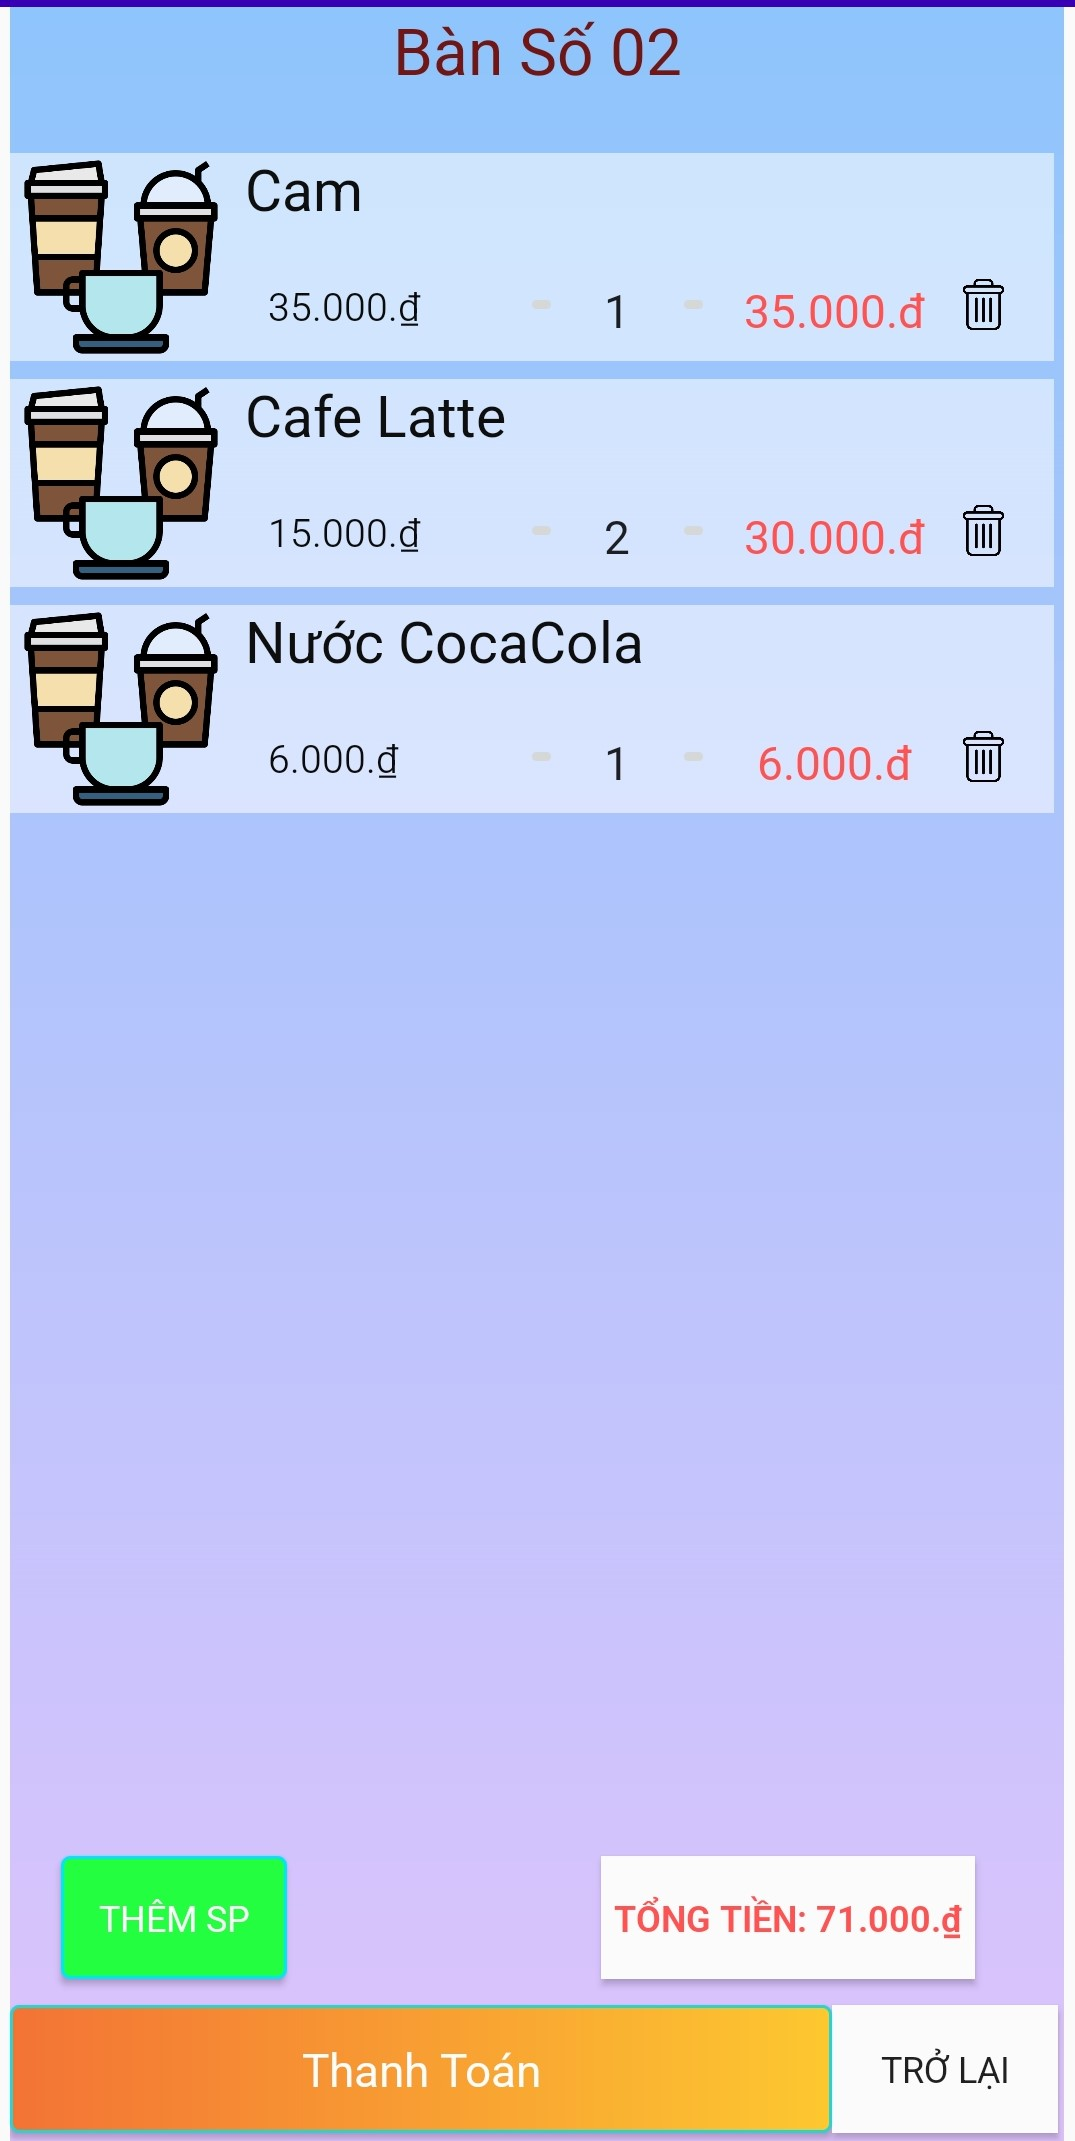 Bàn Số 02
Cam
35.000.₫ - 1 - 35.000.đ
Cafe Latte
15.000.₫ - 2 - 30.000.đ
Nước CocaCola
6.000.₫ - 1 - 6.000.đ
THÊM SP
TỔNG TIỀN: 71.000.₫
Thanh Toán
TRỞ LẠI